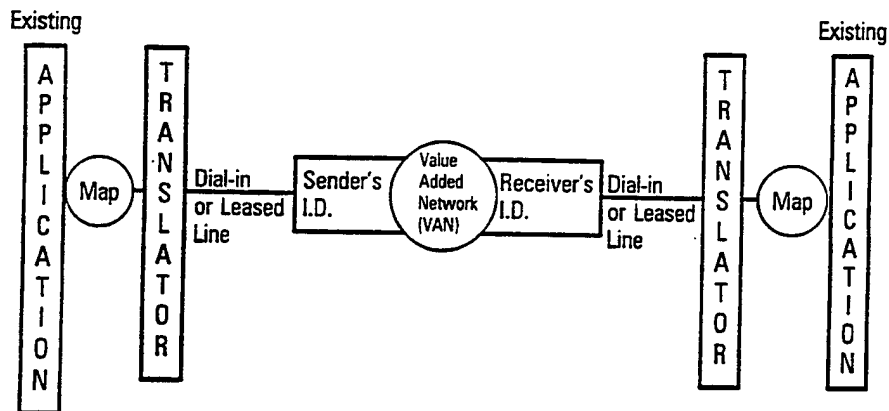 Existing
APPLICATION
Map
TRANSLATOR
Dial-in
or Leased
Line
Sender's
I.D.
Value
Added
Network
(VAN)
Receiver's
I.D.
Dial-in
or Leased
Line
TRANSLATOR
Map
Existing
APPLICATION